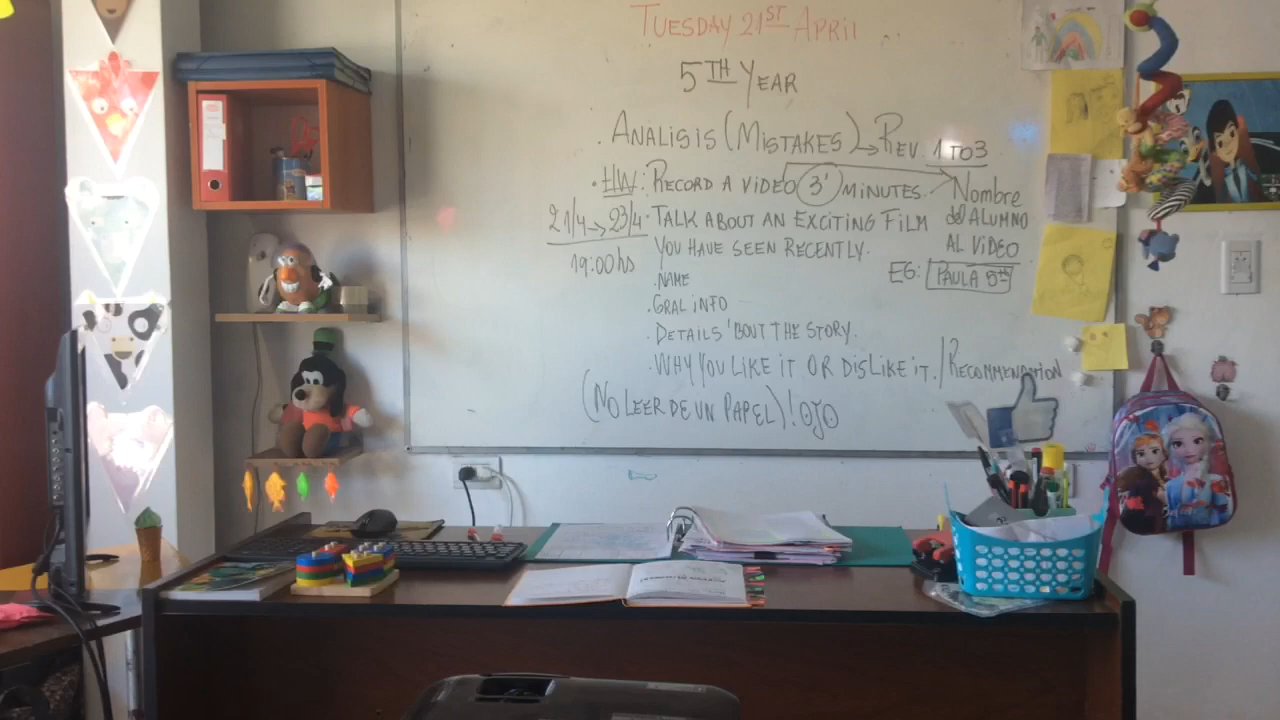 TUESDAY 21ST APRIL
5TH YEAR
. ANALISIS (MISTAKES) → REV. 1 TO 3
· HW: RECORD A VIDEO 3' MINUTES. → Nombre
21/4 → 23/4 · TALK ABOUT AN EXCITING FILM del ALUMNO
YOU HAVE SEEN RECENTLY. AL VIDEO
19:00hs EG: PAULA 5th
. NAME
. GRAL INFO
. DETAILS 'BOUT THE STORY.
. WHY YOU LIKE IT OR DISLIKE IT. / RECOMMENDATION
(NO LEER DE UN PAPEL)! OJO